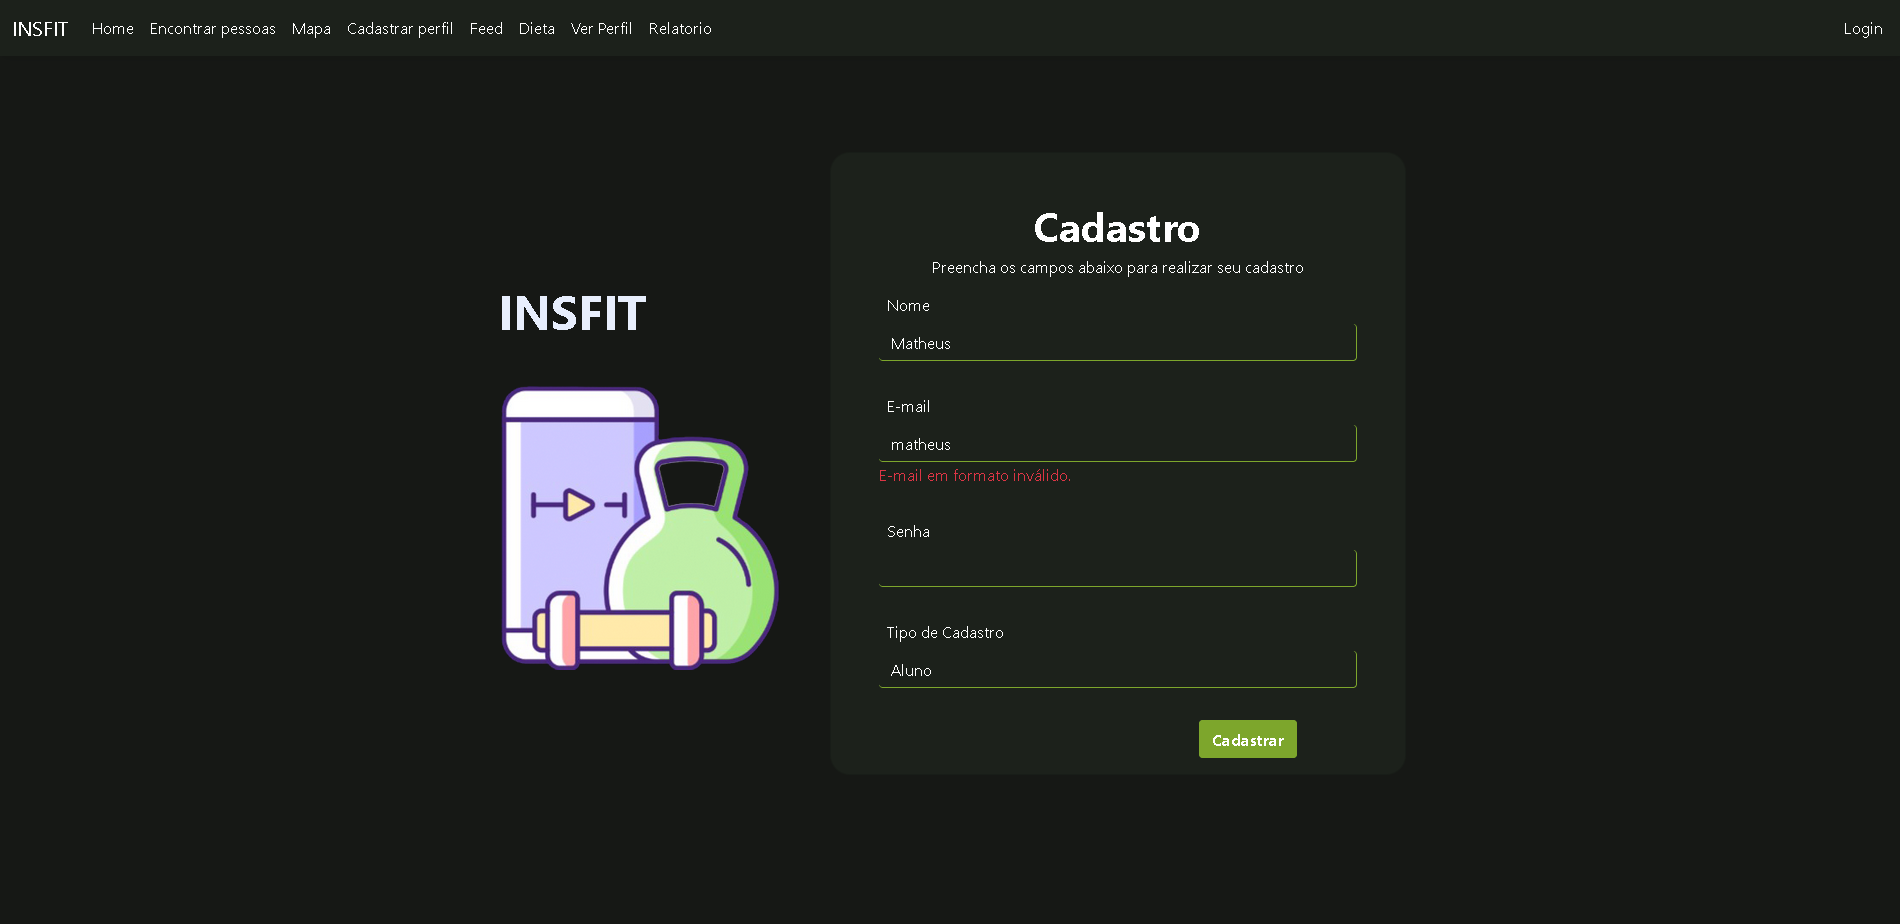 INSFIT Home Encontrar pessoas Mapa Cadastrar perfil Feed Dieta Ver Perfil Relatorio Login
INSFIT
Cadastro
Preencha os campos abaixo para realizar seu cadastro
Nome
Matheus
E-mail
matheus
E-mail em formato inválido.
Senha
Tipo de Cadastro
Aluno
Cadastrar